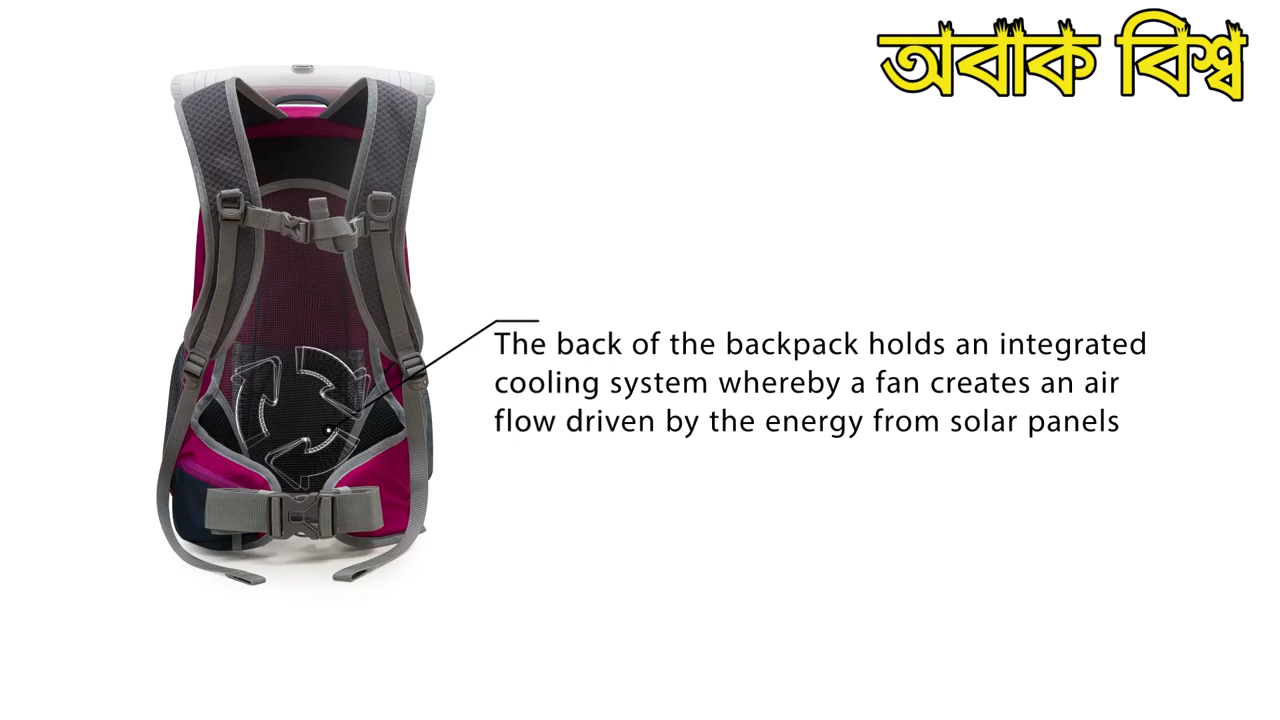 অবাক বিশ্ব
The back of the backpack holds an integrated
cooling system whereby a fan creates an air
flow driven by the energy from solar panels